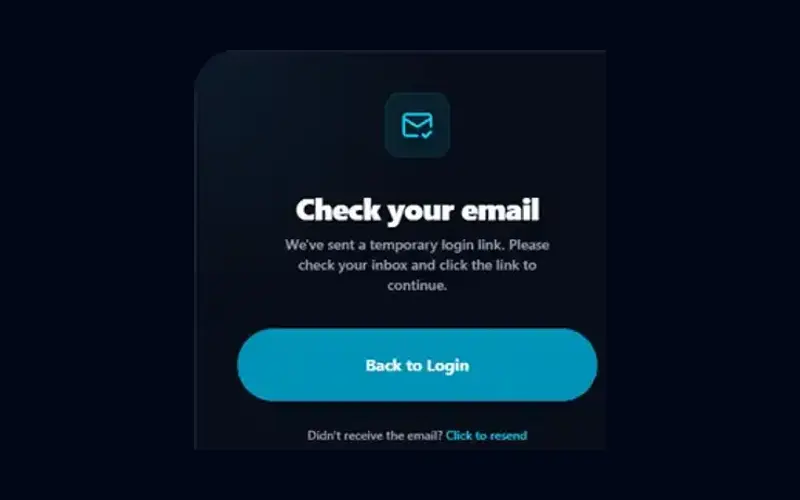 Check your email
We've sent a temporary login link. Please
check your inbox and click the link to
continue.
Back to Login
Didn't receive the email? Click to resend